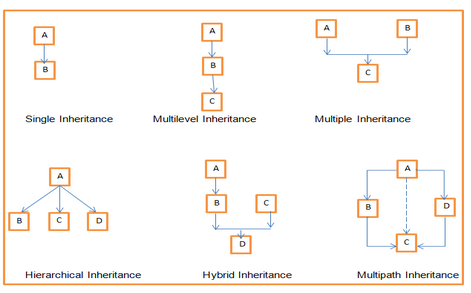 A
B
Single Inheritance
A
B
C
Multilevel Inheritance
A
B
C
Multiple Inheritance
A
B
C
D
Hierarchical Inheritance
A
B
C
D
Hybrid Inheritance
A
B
D
C
Multipath Inheritance